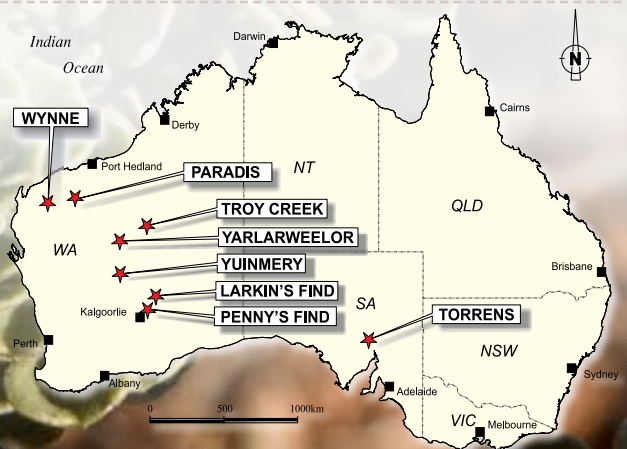 Indian
Ocean
Darwin
N
WYNNE
Derby
Cairns
Port Hedland
NT
PARADIS
TROY CREEK
QLD
WA
YARLARWEELOR
YUINMERY
Brisbane
LARKIN'S FIND
SA
Kalgoorlie
PENNY'S FIND
TORRENS
Perth
NSW
Albany
Sydney
Adelaide
0 500 1000km
VIC
Melbourne